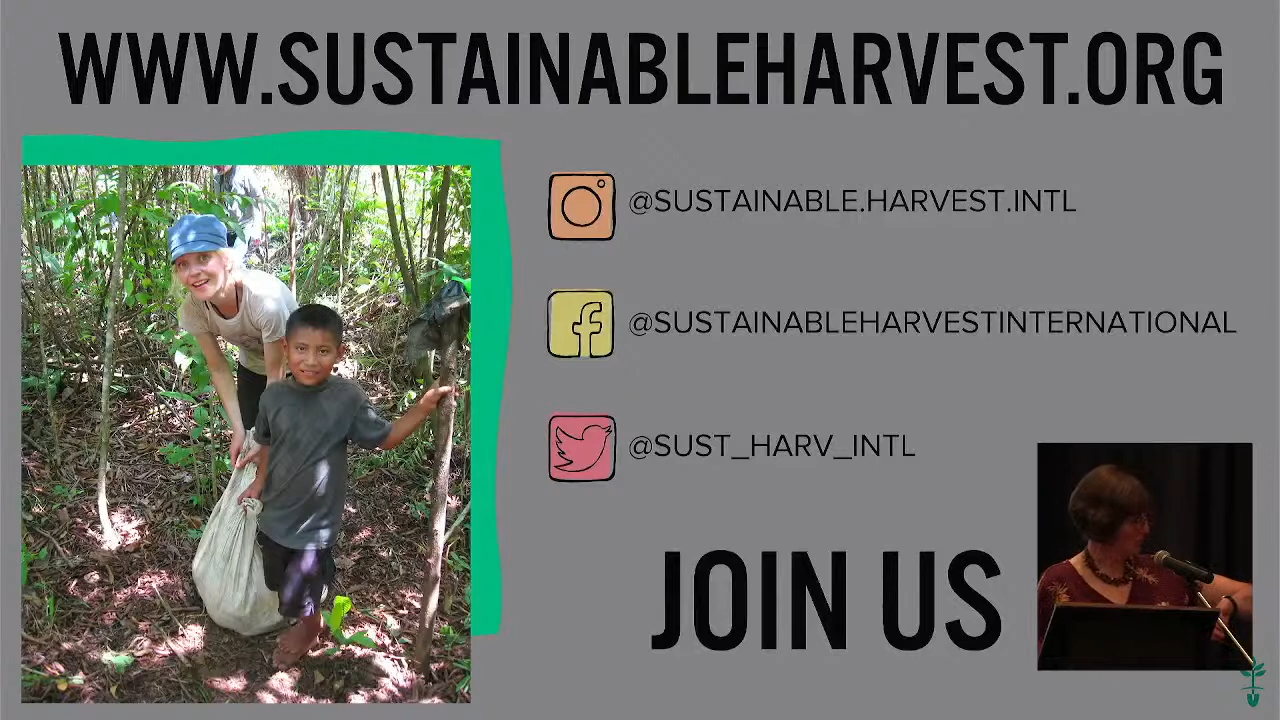 WWW.SUSTAINABLEHARVEST.ORG
@SUSTAINABLE.HARVEST.INTL
@SUSTAINABLEHARVESTINTERNATIONAL
@SUST_HARV_INTL
JOIN US